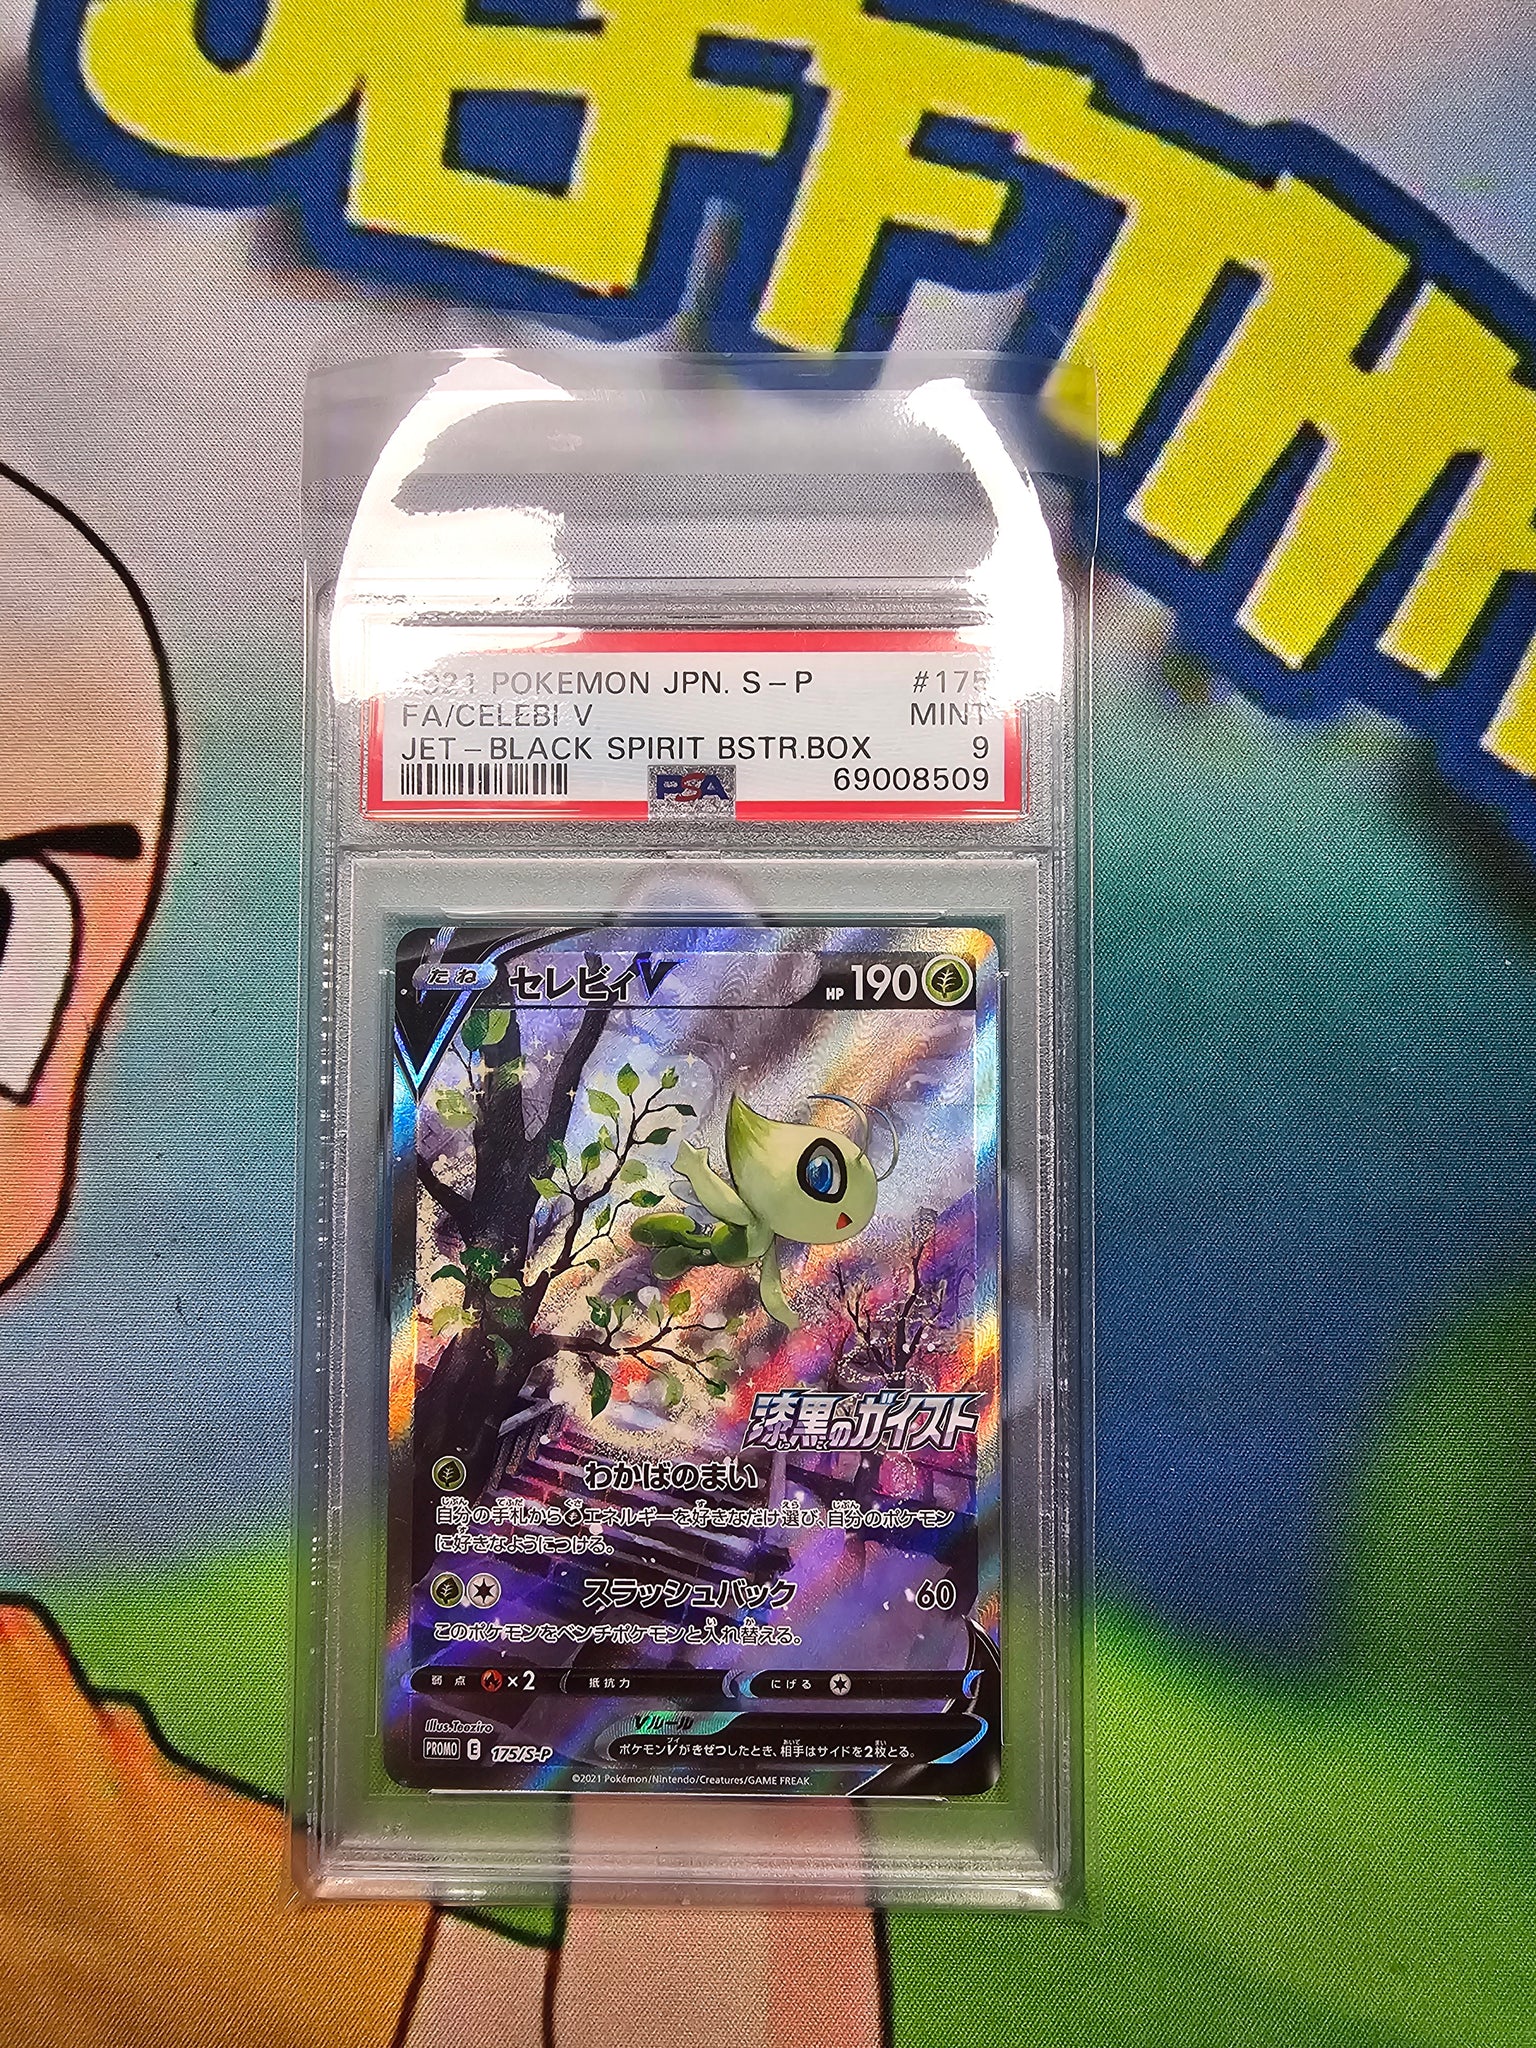 JEFFTHM
2021 POKEMON JPN. S-P #175
FA/CELEBI V MINT
JET-BLACK SPIRIT BSTR.BOX 9
PSA 69008509
たね セレビィV HP 190
漆黒のガイスト
わかばのまい
自分の手札からエネルギーを好きなだけ選び、自分のポケモン
に好きなようにつける。
スラッシュバック 60
このポケモンをベンチポケモンと入れ替える。
弱点 ×2 抵抗力 にげる
Illus.Teeziro
Vルール
PROMO E 175/S-P ポケモンVがきぜつしたとき、相手はサイドを2枚とる。
©2021 Pokémon/Nintendo/Creatures/GAME FREAK.